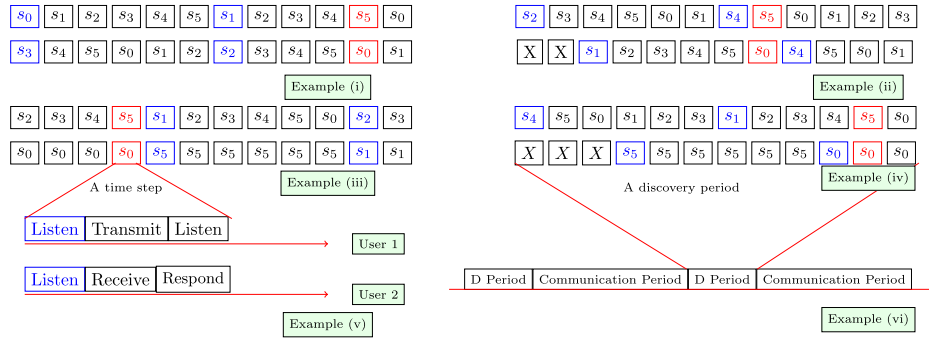 s₀ s₁ s₂ s₃ s₄ s₅ s₁ s₂ s₃ s₄ s₅ s₀
s₃ s₄ s₅ s₀ s₁ s₂ s₂ s₃ s₄ s₅ s₀ s₁
Example (i)
s₂ s₃ s₄ s₅ s₀ s₁ s₄ s₅ s₀ s₁ s₂ s₃
X X s₁ s₂ s₃ s₄ s₅ s₀ s₄ s₅ s₀ s₁
Example (ii)
s₂ s₃ s₄ s₅ s₁ s₂ s₃ s₄ s₅ s₀ s₂ s₃
s₀ s₀ s₀ s₀ s₅ s₅ s₅ s₅ s₅ s₅ s₁ s₁
A time step
Example (iii)
s₄ s₅ s₀ s₁ s₂ s₃ s₁ s₂ s₃ s₄ s₅ s₀
X X X s₅ s₅ s₅ s₅ s₅ s₅ s₀ s₀ s₀
A discovery period
Example (iv)
Listen Transmit Listen
User 1
Listen Receive Respond
User 2
Example (v)
D Period Communication Period D Period Communication Period
Example (vi)